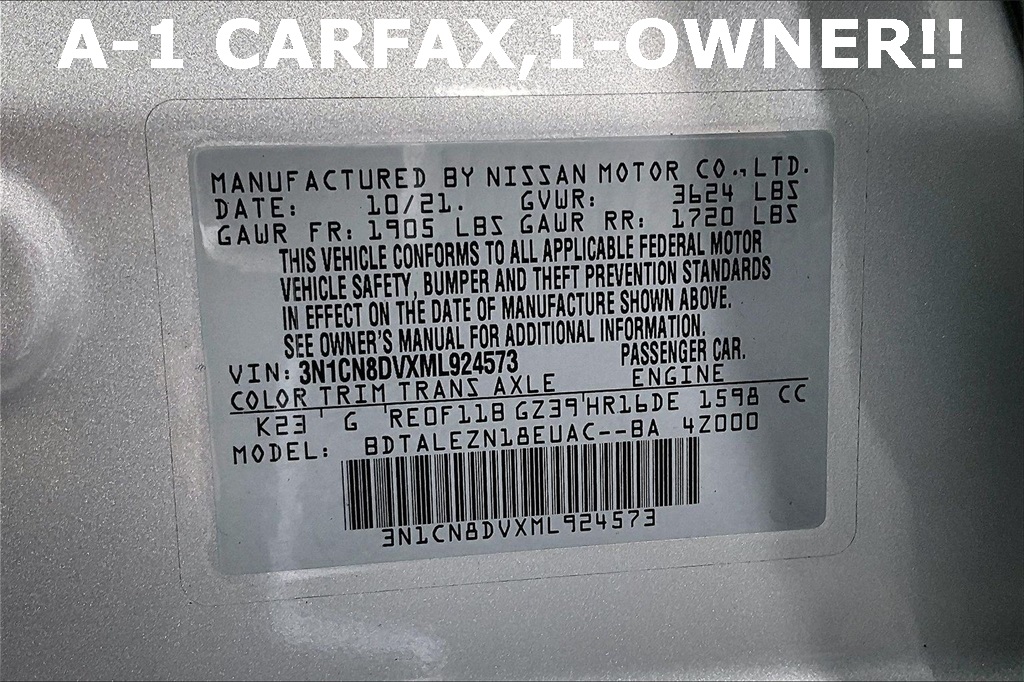 A-1 CARFAX,1-OWNER!!
MANUFACTURED BY NISSAN MOTOR CO.,LTD.
DATE: 10/21. GVWR: 3624 LBS
GAWR FR: 1905 LBS GAWR RR: 1720 LBS
THIS VEHICLE CONFORMS TO ALL APPLICABLE FEDERAL MOTOR
VEHICLE SAFETY, BUMPER AND THEFT PREVENTION STANDARDS
IN EFFECT ON THE DATE OF MANUFACTURE SHOWN ABOVE.
SEE OWNER'S MANUAL FOR ADDITIONAL INFORMATION.
VIN: 3N1CN8DVXML924573 PASSENGER CAR.
COLOR TRIM TRANS AXLE ENGINE
K23 G RE0F11B GZ39 HR16DE 1598 CC
MODEL: BDTALEZN18EUAC--BA 4Z000
3N1CN8DVXML924573